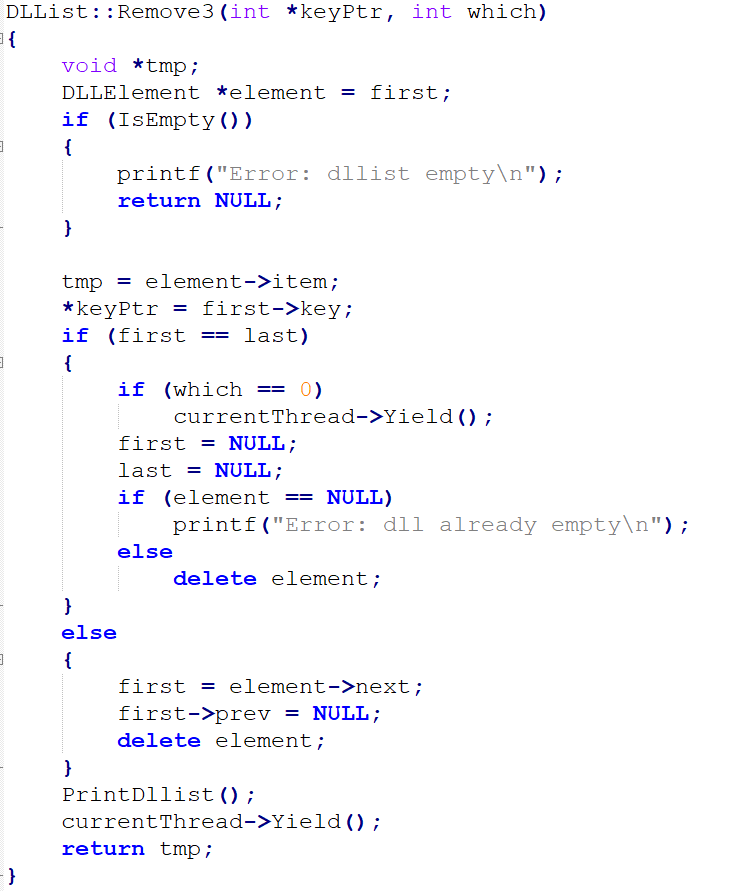 DLList::Remove3(int *keyPtr, int which)
{
    void *tmp;
    DLLElement *element = first;
    if (IsEmpty())
    {
        printf("Error: dllist empty\n");
        return NULL;
    }

    tmp = element->item;
    *keyPtr = first->key;
    if (first == last)
    {
        if (which == 0)
            currentThread->Yield();
        first = NULL;
        last = NULL;
        if (element == NULL)
            printf("Error: dll already empty\n");
        else
            delete element;
    }
    else
    {
        first = element->next;
        first->prev = NULL;
        delete element;
    }
    PrintDllist();
    currentThread->Yield();
    return tmp;
}